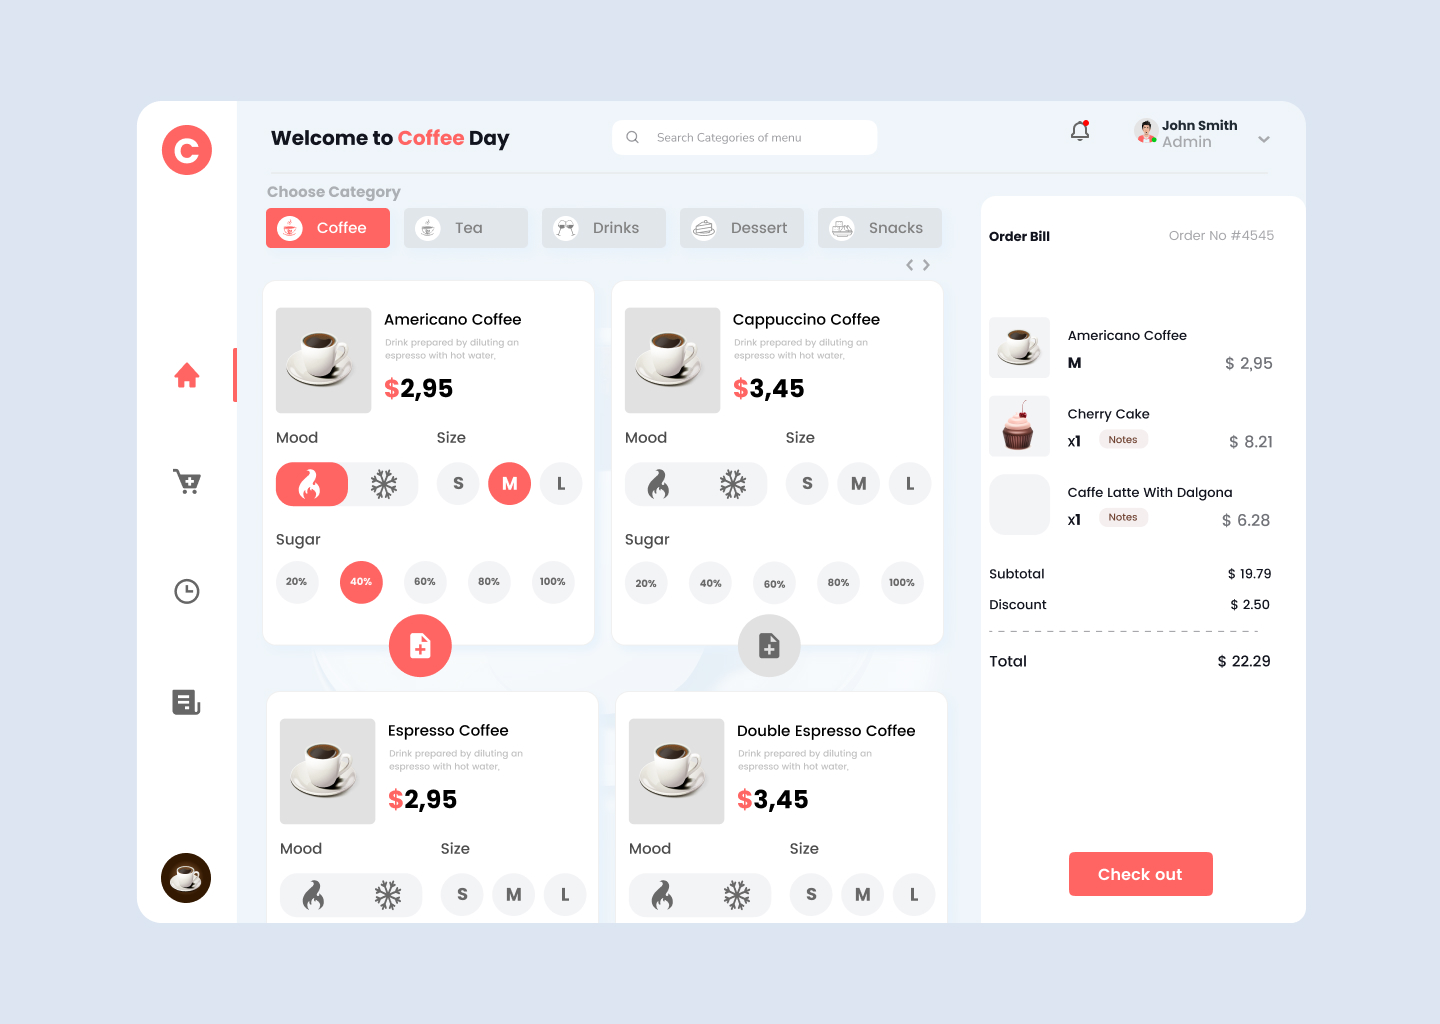 C
Welcome to Coffee Day
Search Categories of menu
John Smith
Admin
Choose Category
Coffee
Tea
Drinks
Dessert
Snacks
Americano Coffee
Drink prepared by diluting an
espresso with hot water,
$2,95
Mood
Size
S
M
L
Sugar
20%
40%
60%
80%
100%
Cappuccino Coffee
Drink prepared by diluting an
espresso with hot water,
$3,45
Mood
Size
S
M
L
Sugar
20%
40%
60%
80%
100%
Espresso Coffee
Drink prepared by diluting an
espresso with hot water,
$2,95
Mood
Size
S
M
L
Double Espresso Coffee
Drink prepared by diluting an
espresso with hot water,
$3,45
Mood
Size
S
M
L
Order Bill
Order No #4545
Americano Coffee
M
$ 2,95
Cherry Cake
x1
Notes
$ 8.21
Caffe Latte With Dalgona
x1
Notes
$ 6.28
Subtotal
$ 19.79
Discount
$ 2.50
Total
$ 22.29
Check out